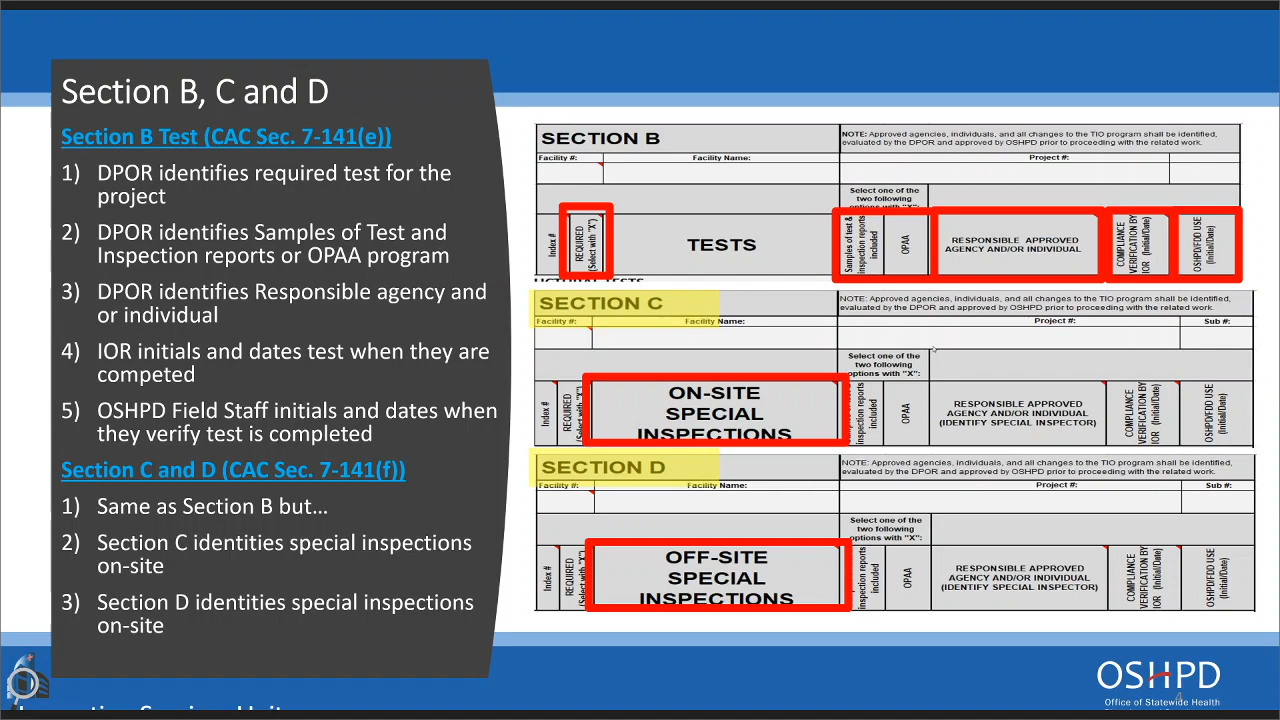 Section B, C and D
Section B Test (CAC Sec. 7-141(e))
1) DPOR identifies required test for the
project
2) DPOR identifies Samples of Test and
Inspection reports or OPAA program
3) DPOR identifies Responsible agency and
or individual
4) IOR initials and dates test when they are
competed
5) OSHPD Field Staff initials and dates when
they verify test is completed
Section C and D (CAC Sec. 7-141(f))
1) Same as Section B but…
2) Section C identities special inspections
on-site
3) Section D identities special inspections
on-site
SECTION B
NOTE: Approved agencies, individuals, and all changes to the TIO program shall be identified,
evaluated by the DPOR and approved by OSHPD prior to proceeding with the related work.
Facility #: Facility Name: Project #:
Select one of the
two following
options with "X":
Index #
REQUIRED
(Select with "X")
TESTS
Samples of test &
inspection reports
included
OPAA
RESPONSIBLE APPROVED
AGENCY AND/OR INDIVIDUAL
COMPLIANCE
VERIFICATION BY
IOR (Initial/Date)
OSHPD/FDD USE
(Initial/Date)
SECTION C
NOTE: Approved agencies, individuals, and all changes to the TIO program shall be identified,
evaluated by the DPOR and approved by OSHPD prior to proceeding with the related work.
Facility #: Facility Name: Project #: Sub #:
Select one of the
two following
options with "X":
Index #
REQUIRED
(Select with "X")
ON-SITE
SPECIAL
INSPECTIONS
inspection reports
included
OPAA
RESPONSIBLE APPROVED
AGENCY AND/OR INDIVIDUAL
(IDENTIFY SPECIAL INSPECTOR)
COMPLIANCE
VERIFICATION BY
IOR (Initial/Date)
OSHPD/FDD USE
(Initial/Date)
SECTION D
NOTE: Approved agencies, individuals, and all changes to the TIO program shall be identified,
evaluated by the DPOR and approved by OSHPD prior to proceeding with the related work.
Facility #: Facility Name: Project #: Sub #:
Select one of the
two following
options with "X":
Index #
REQUIRED
(Select with "X")
OFF-SITE
SPECIAL
INSPECTIONS
inspection reports
included
OPAA
RESPONSIBLE APPROVED
AGENCY AND/OR INDIVIDUAL
(IDENTIFY SPECIAL INSPECTOR)
COMPLIANCE
VERIFICATION BY
IOR (Initial/Date)
OSHPD/FDD USE
(Initial/Date)
OSHPD
4
Office of Statewide Health